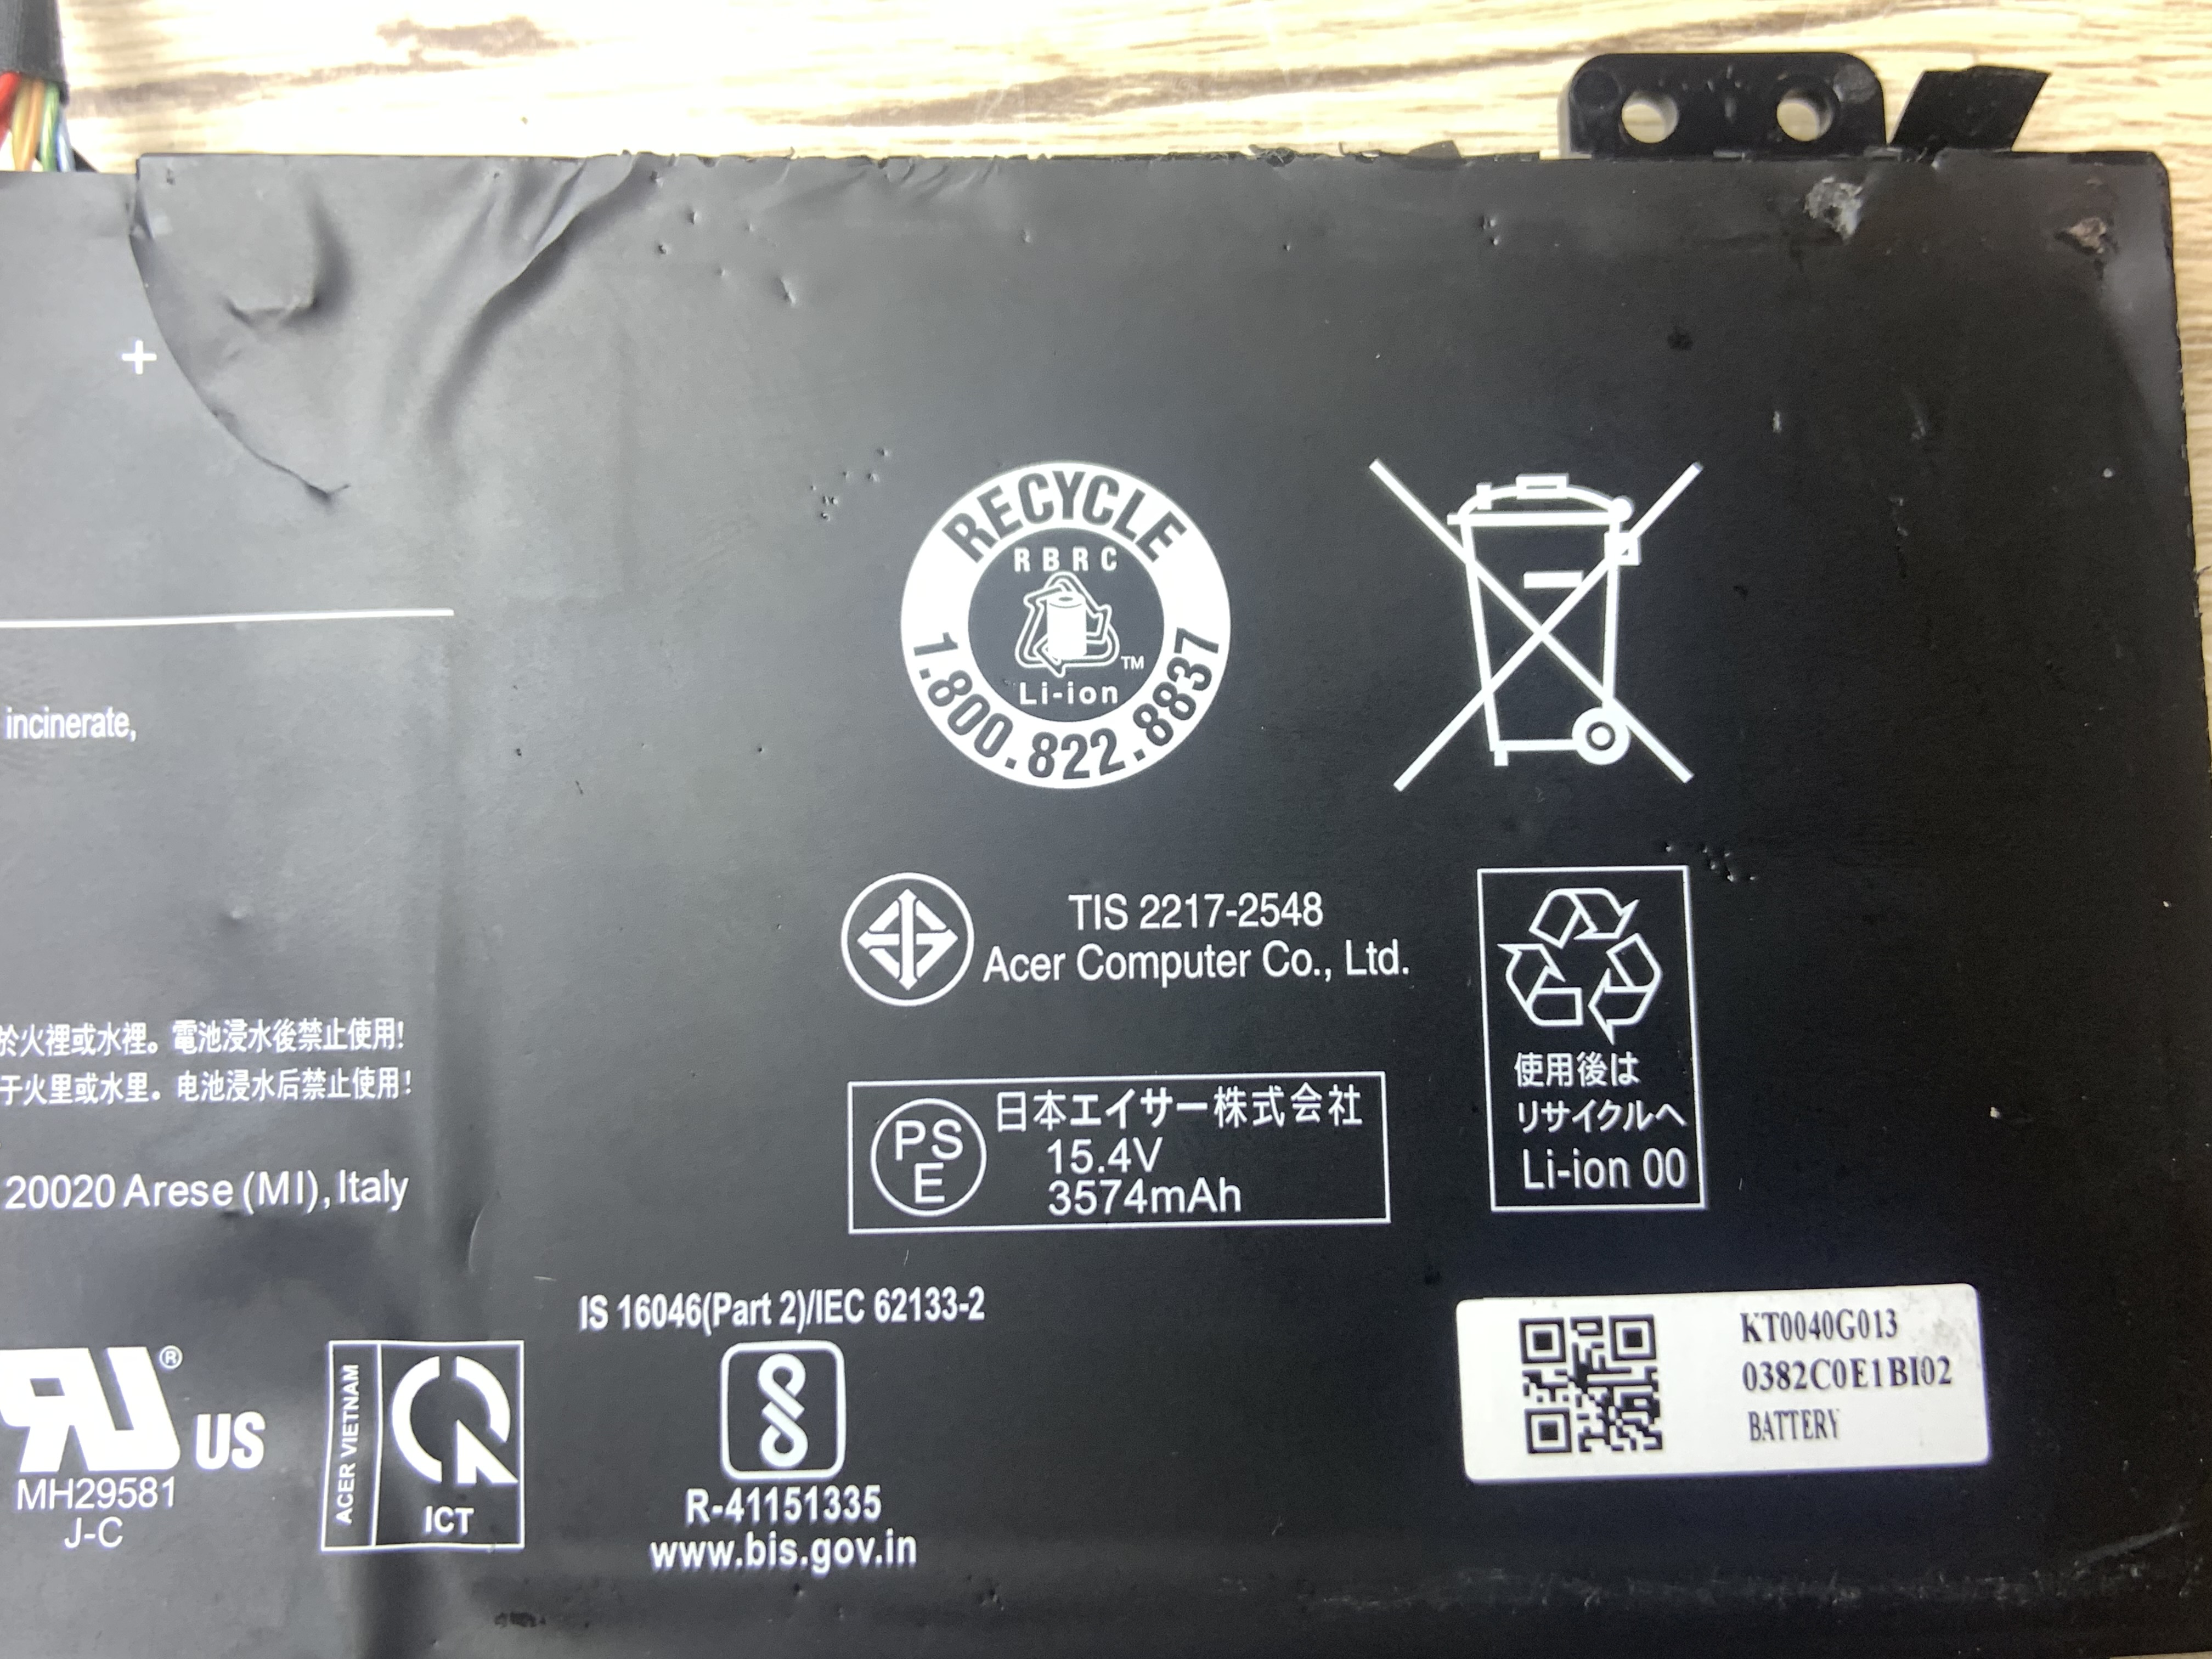 +
RECYCLE
RBRC
TM
Li-ion
1.800.822.8837
incinerate,
TIS 2217-2548
Acer Computer Co., Ltd.
於火裡或水裡。電池浸水後禁止使用!
于火里或水里。电池浸水后禁止使用!
使用後は
リサイクルへ
Li-ion 00
PS
E
日本エイサー株式会社
15.4V
3574mAh
20020 Arese (MI), Italy
IS 16046(Part 2)/IEC 62133-2
KT0040G013
0382C0E1BI02
BATTERY
®
US
MH29581
J-C
ACER VIETNAM
ICT
R-41151335
www.bis.gov.in